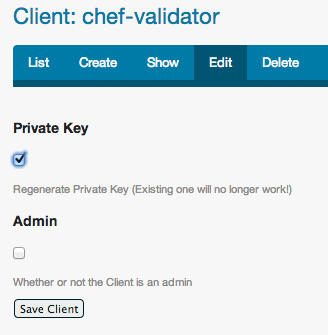 Client: chef-validator
List Create Show Edit Delete
Private Key
Regenerate Private Key (Existing one will no longer work!)
Admin
Whether or not the Client is an admin
Save Client